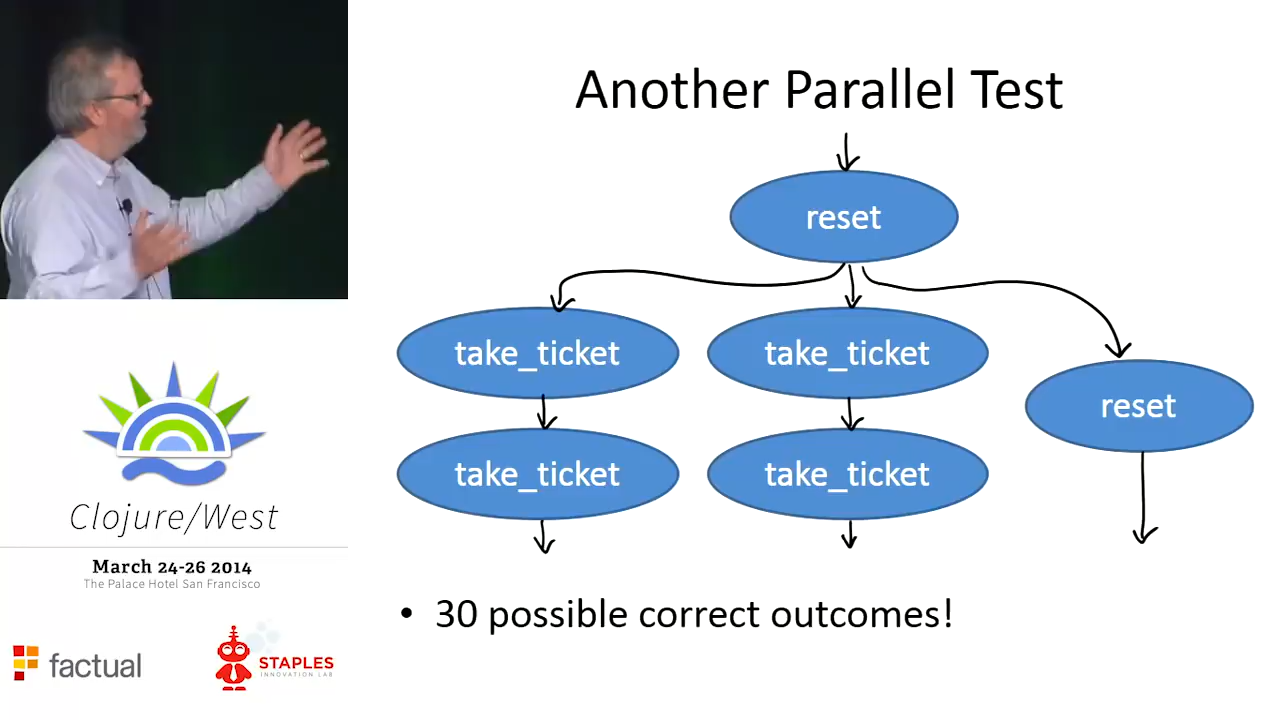 Another Parallel Test
reset
take_ticket
take_ticket
reset
take_ticket
take_ticket
• 30 possible correct outcomes!
Clojure/West
March 24-26 2014
The Palace Hotel San Francisco
factual
STAPLES
INNOVATION LAB